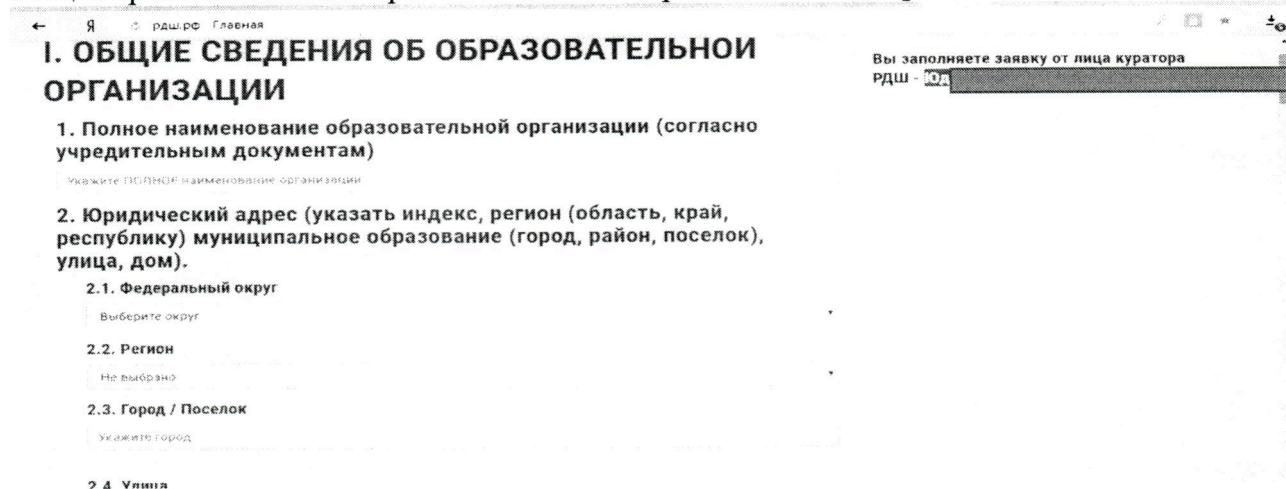 ← Я рдш.рф Главная
I. ОБЩИЕ СВЕДЕНИЯ ОБ ОБРАЗОВАТЕЛЬНОЙ
ОРГАНИЗАЦИИ
1. Полное наименование образовательной организации (согласно
учредительным документам)
Укажите ПОЛНОЕ наименование организации
2. Юридический адрес (указать индекс, регион (область, край,
республику) муниципальное образование (город, район, поселок),
улица, дом).
2.1. Федеральный округ
Выберите округ
2.2. Регион
Не выбрано
2.3. Город / Поселок
Укажите город
2.4. Улица
Вы заполняете заявку от лица куратора
РДШ - Юд